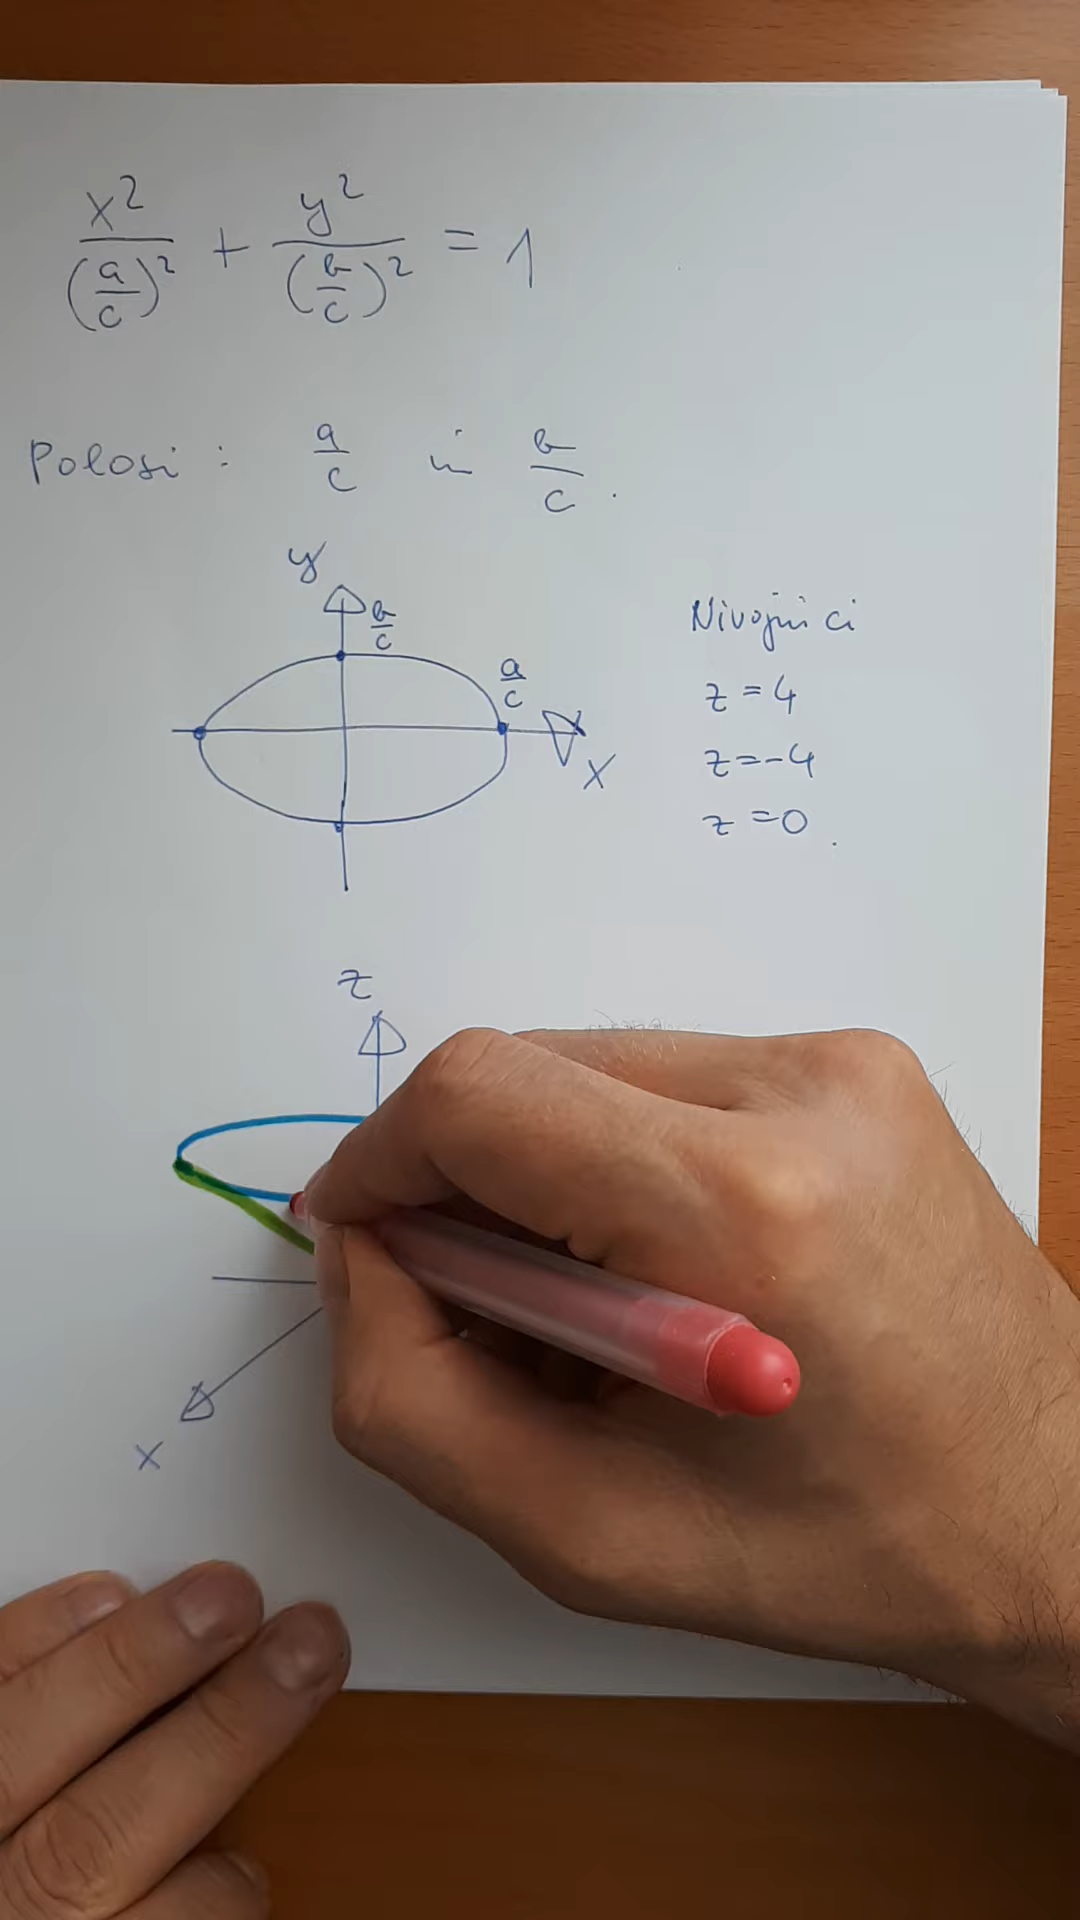 x²/(a/c)² + y²/(b/c)² = 1
Polosi : a/c in b/c .
y
b/c
a/c
x
Nivojnici
z = 4
z = -4
z = 0 .
z
x